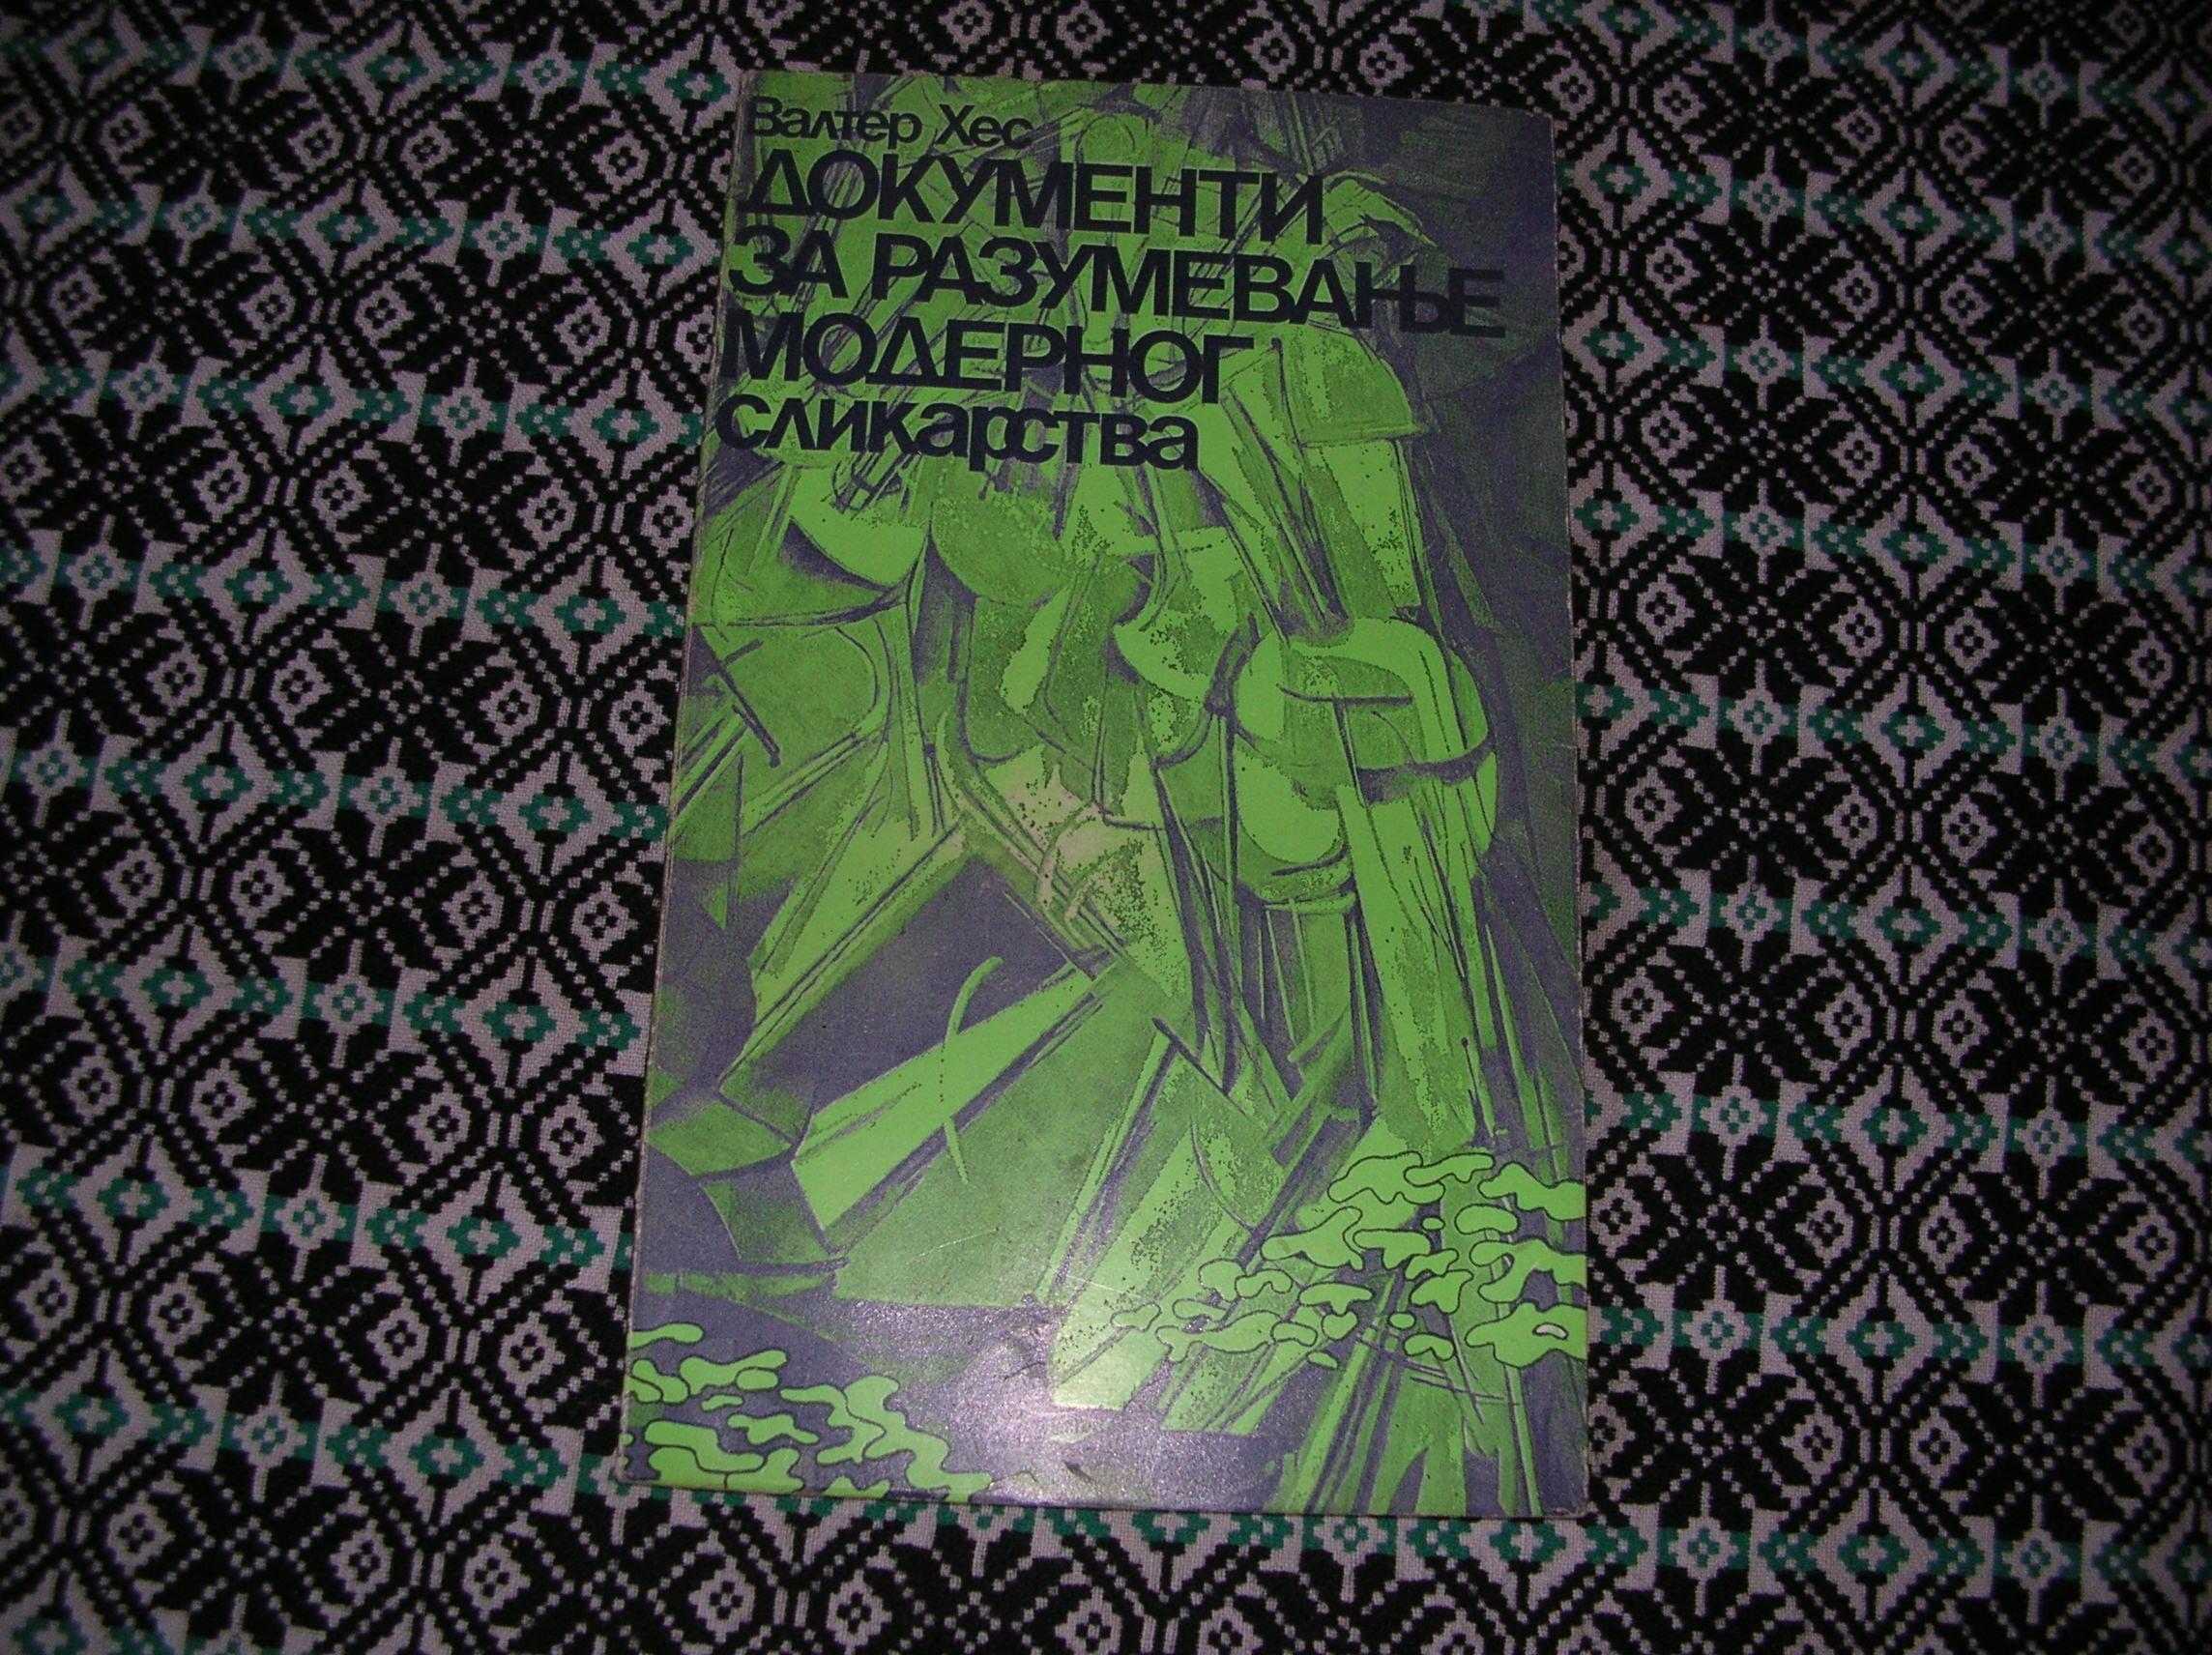 Валтер Хес
ДОКУМЕНТИ
ЗА РАЗУМЕВАЊЕ
МОДЕРНОГ
сликарства